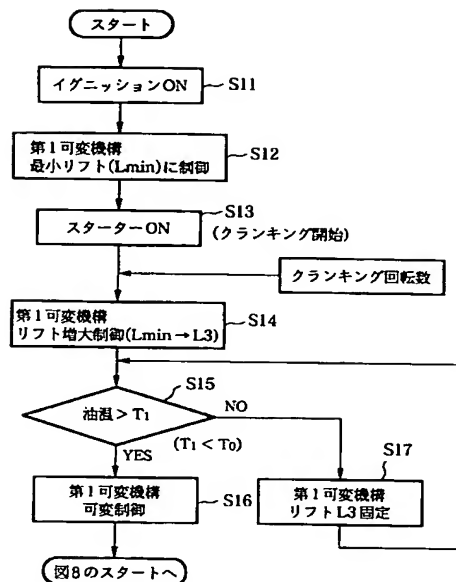 スタート
イグニッションON
S11
第1可変機構
最小リフト(Lmin)に制御
S12
S13
スターターON
(クランキング開始)
クランキング回転数
第1可変機構
リフト増大制御(Lmin→L3)
S14
S15
油温>T1
NO
YES
(T1<T0)
S17
第1可変機構
可変制御
S16
第1可変機構
リフトL3固定
図8のスタートへ